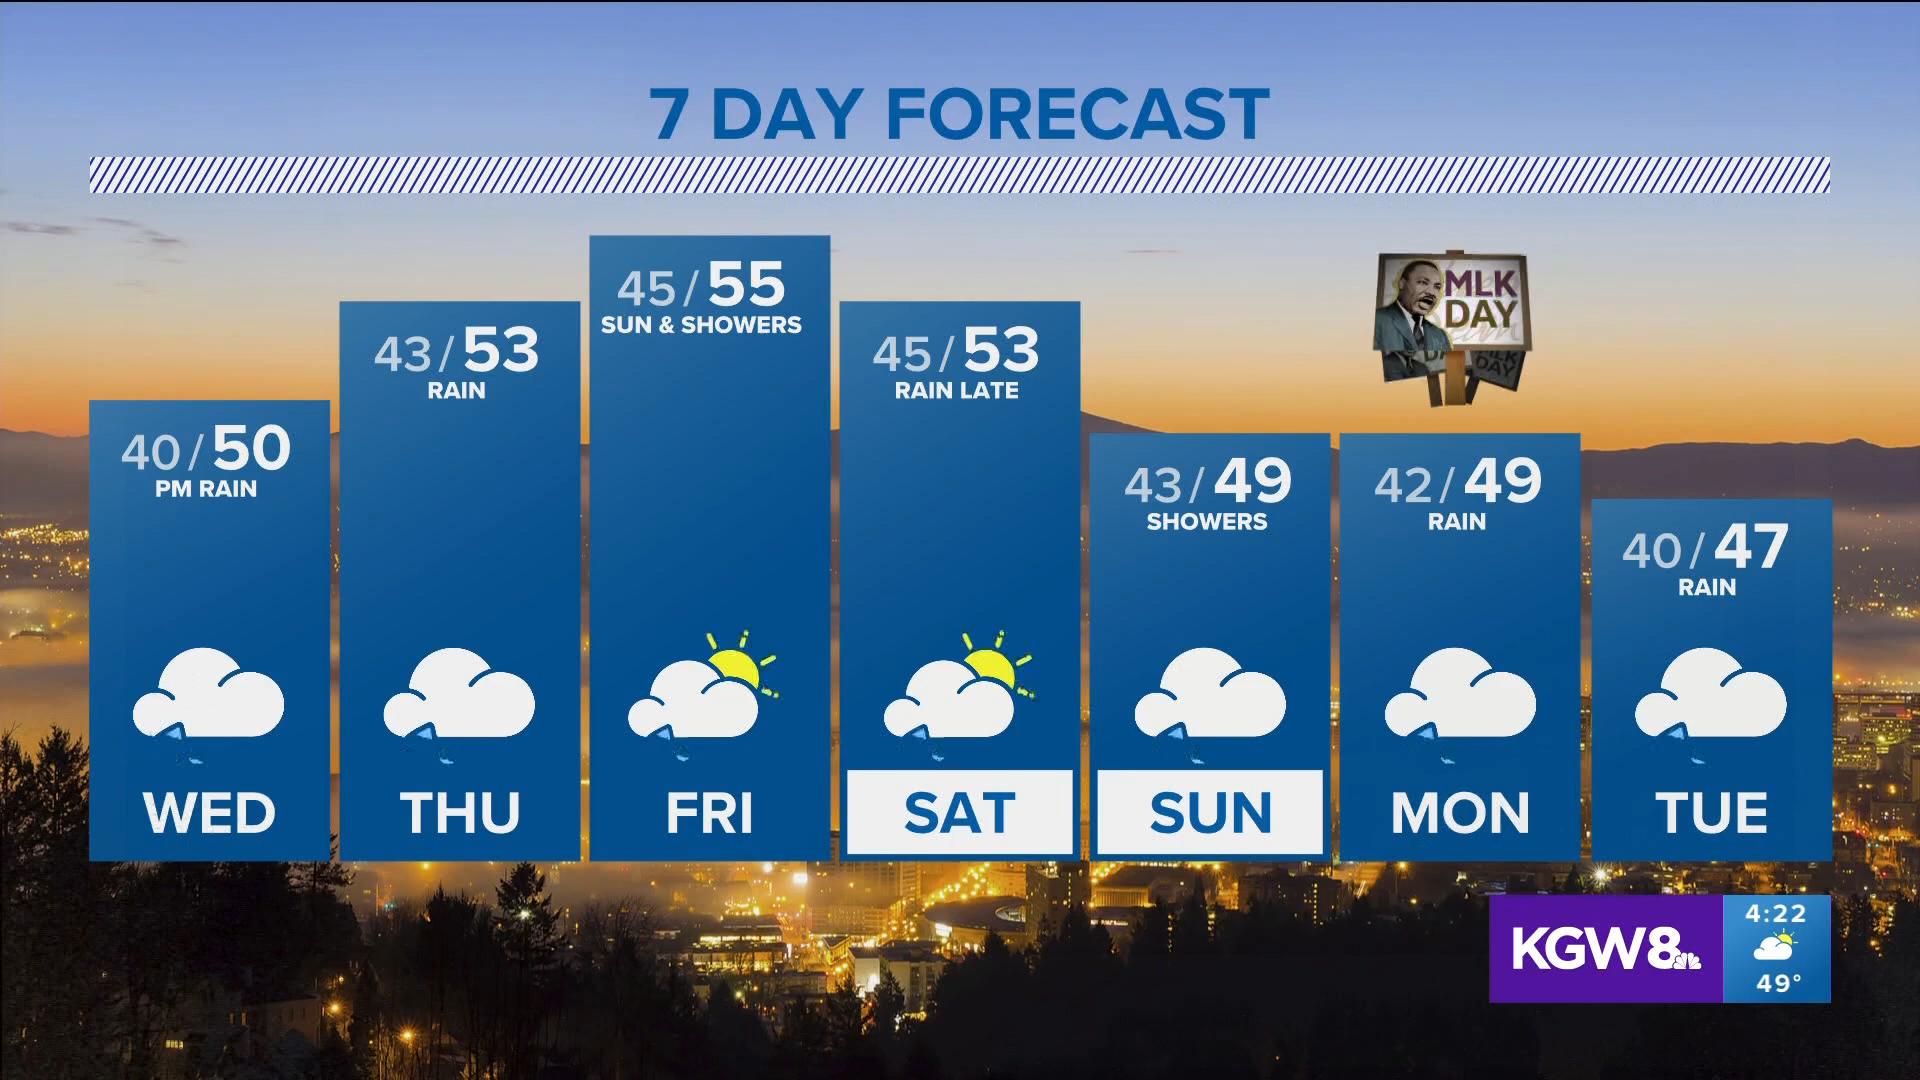 7 DAY FORECAST
40/50
PM RAIN
WED
43/53
RAIN
THU
45/55
SUN & SHOWERS
FRI
45/53
RAIN LATE
SAT
43/49
SHOWERS
SUN
MLK
DAY
MLK
DAY
42/49
RAIN
MON
40/47
RAIN
TUE
KGW8
4:22
49°